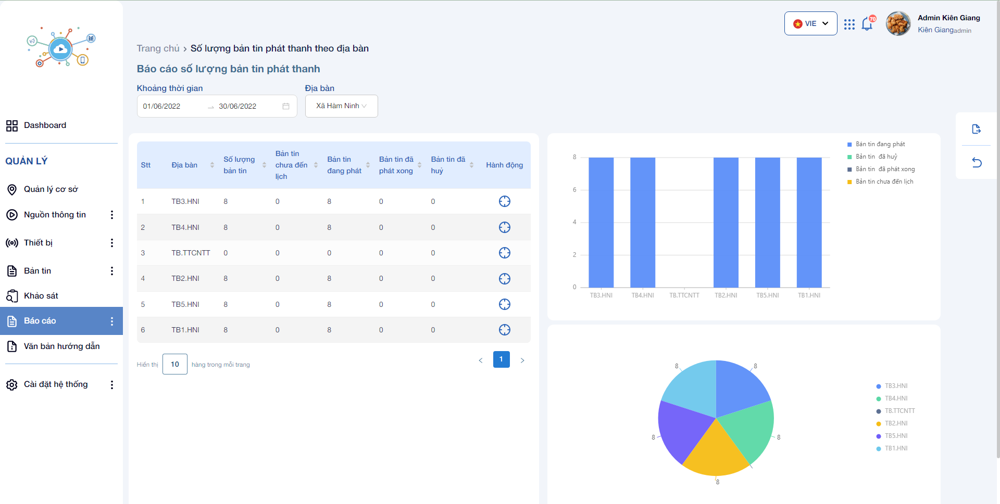 VIE
70
Admin Kiên Giang
Kiên Giangadmin
Trang chủ > Số lượng bản tin phát thanh theo địa bàn
Báo cáo số lượng bản tin phát thanh
Khoảng thời gian
Địa bàn
01/06/2022 → 30/06/2022
Xã Hàm Ninh
Dashboard
QUẢN LÝ
Quản lý cơ sở
Nguồn thông tin
Thiết bị
Bản tin
Khảo sát
Báo cáo
Văn bản hướng dẫn
Cài đặt hệ thống
Stt Địa bàn Số lượng bản tin Bản tin chưa đến lịch Bản tin đang phát Bản tin đã phát xong Bản tin đã huỷ Hành động
1 TB3.HNI 8 0 8 0 0
2 TB4.HNI 8 0 8 0 0
3 TB.TTCNTT 0 0 0 0 0
4 TB2.HNI 8 0 8 0 0
5 TB5.HNI 8 0 8 0 0
6 TB1.HNI 8 0 8 0 0
Hiển thị 10 hàng trong mỗi trang
< 1 >
Bản tin đang phát
Bản tin đã huỷ
Bản tin đã phát xong
Bản tin chưa đến lịch
8
6
4
2
0
TB3.HNI TB4.HNI TB.TTCNTT TB2.HNI TB5.HNI TB1.HNI
8 8
8 8
8
TB3.HNI
TB4.HNI
TB.TTCNTT
TB2.HNI
TB5.HNI
TB1.HNI